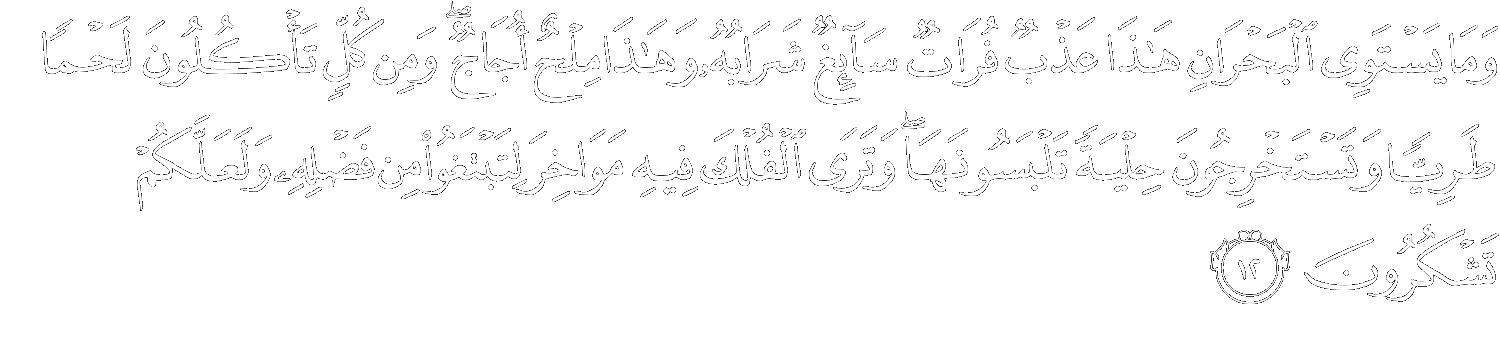 وَمَا يَسْتَوِى ٱلْبَحْرَانِ هَـٰذَا عَذْبٌ فُرَاتٌ سَآئِغٌ شَرَابُهُۥ وَهَـٰذَا مِلْحٌ أُجَاجٌ ۖ وَمِن كُلٍّ تَأْكُلُونَ لَحْمًا
طَرِيًّا وَتَسْتَخْرِجُونَ حِلْيَةً تَلْبَسُونَهَا ۖ وَتَرَى ٱلْفُلْكَ فِيهِ مَوَاخِرَ لِتَبْتَغُوا۟ مِن فَضْلِهِۦ وَلَعَلَّكُمْ
تَشْكُرُونَ ١٢